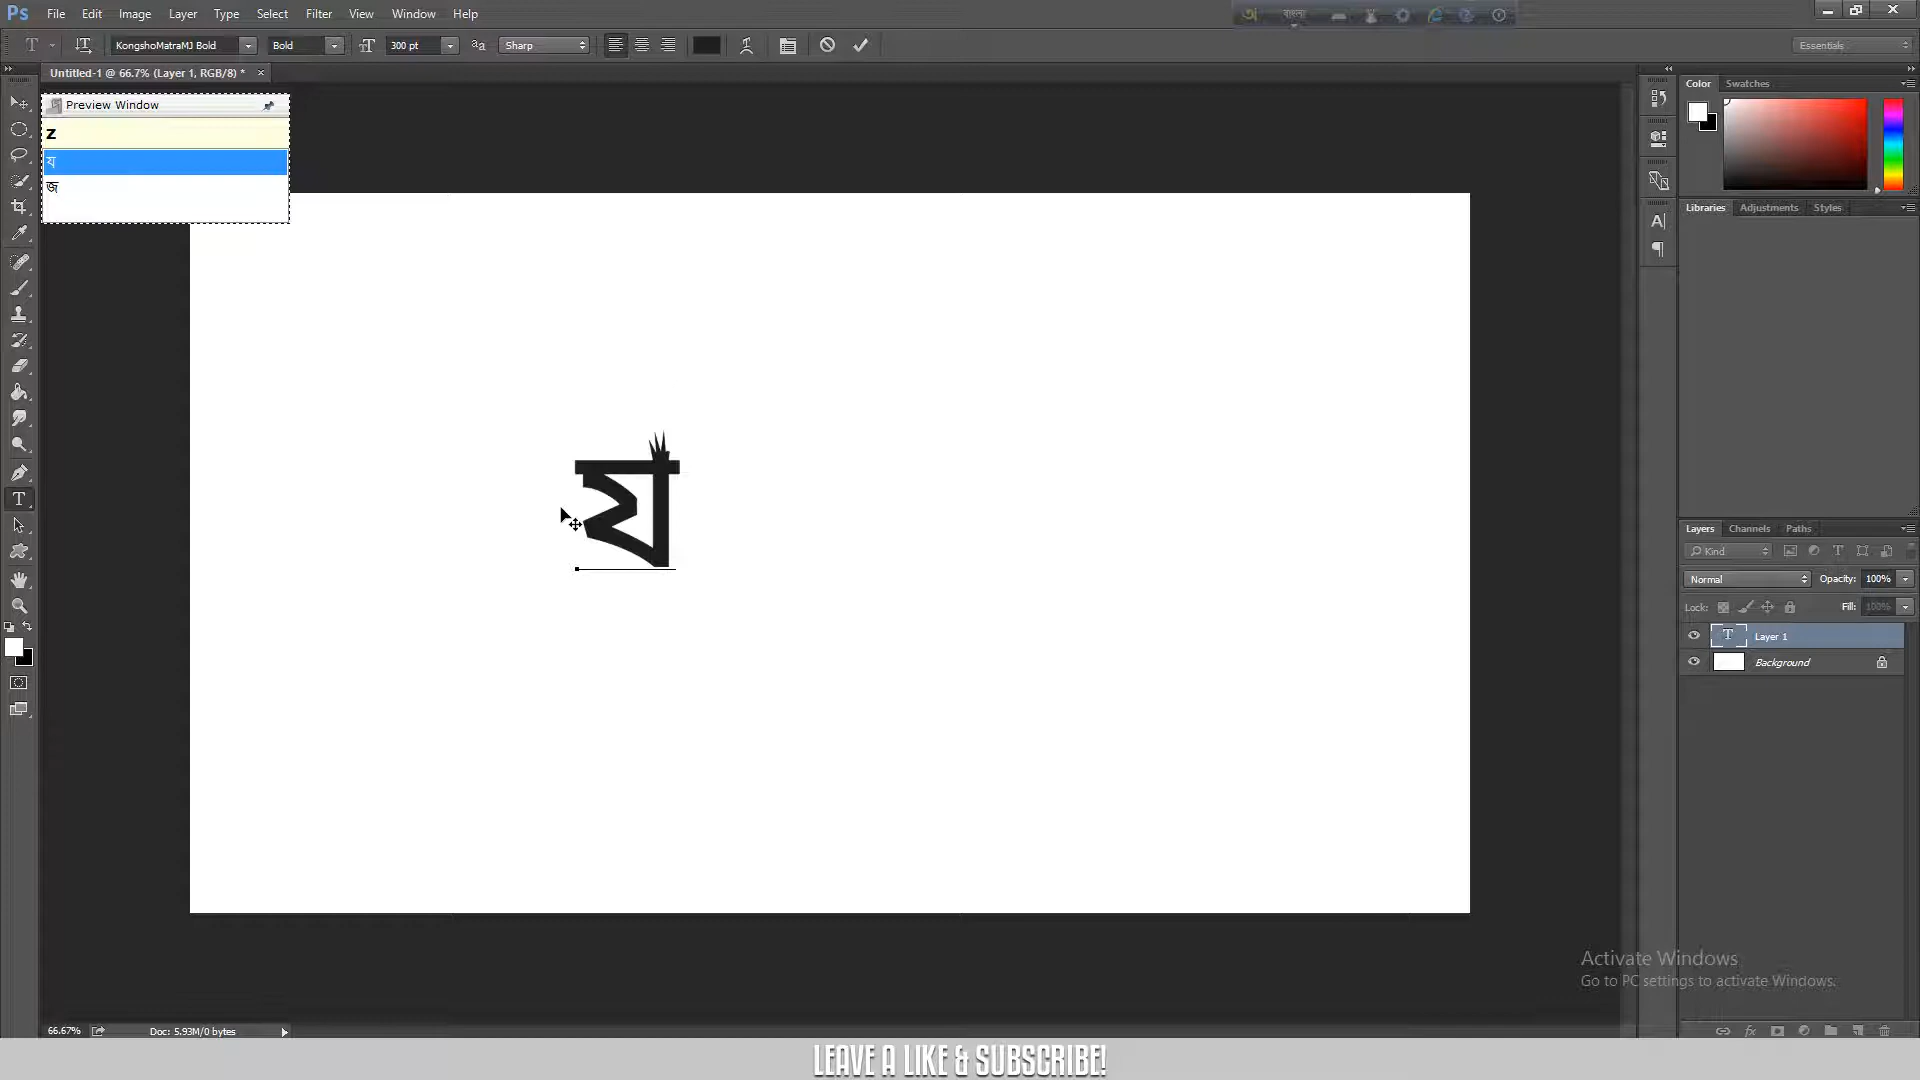 Ps File Edit Image Layer Type Select Filter View Window Help
বাংলা
T KongshoMatraMJ Bold Bold 300 pt Sharp Essentials
Untitled-1 @ 66.7% (Layer 1, RGB/8) * ×
Color Swatches
Preview Window
z
য
জ
Libraries Adjustments Styles
য
Layers Channels Paths
Kind
Normal Opacity: 100%
Lock: Fill: 100%
T Layer 1
Background
Activate Windows
Go to PC settings to activate Windows.
66.67% Doc: 5.93M/0 bytes
LEAVE A LIKE & SUBSCRIBE!